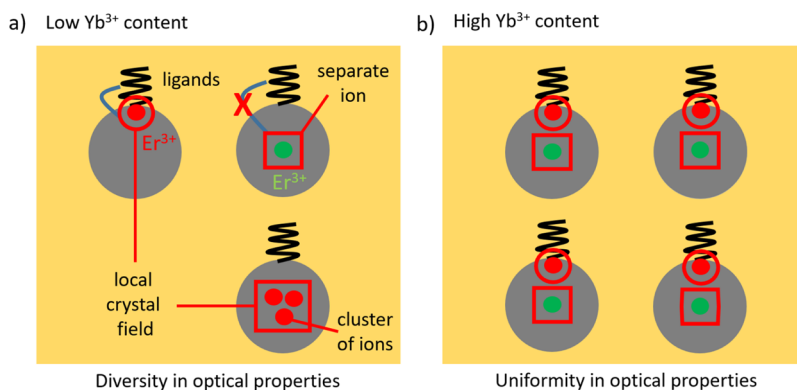 a) Low Yb³⁺ content
ligands
separate
ion
X
Er³⁺
Er³⁺
local
crystal
field
cluster
of ions
Diversity in optical properties
b) High Yb³⁺ content
Uniformity in optical properties